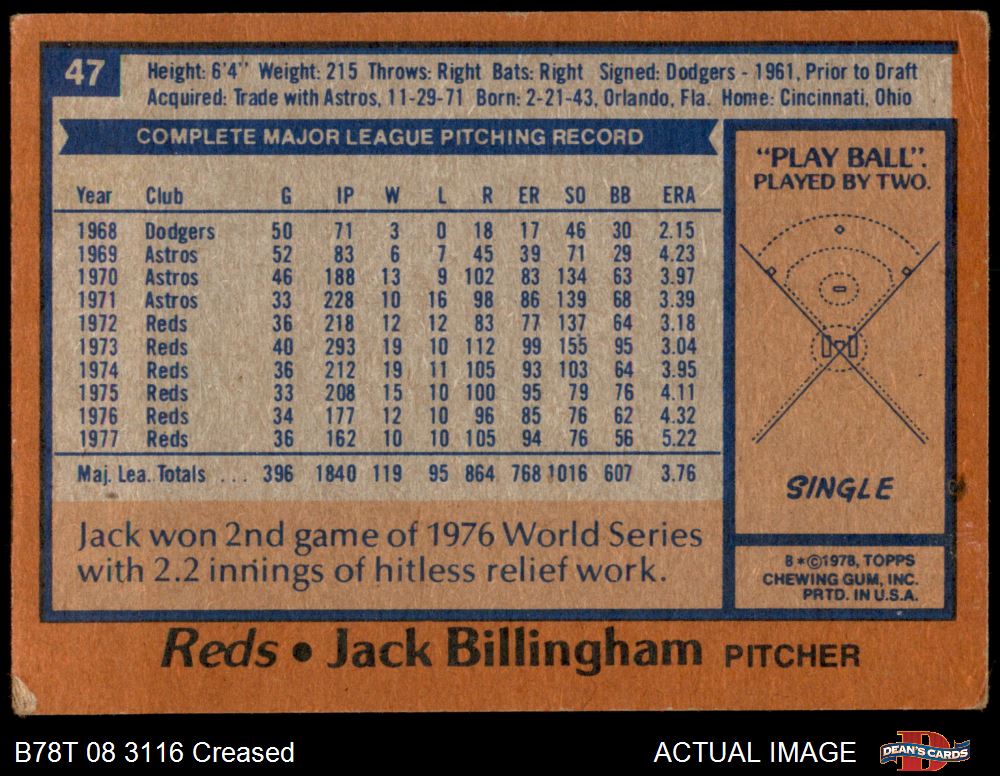 47
Height: 6'4" Weight: 215 Throws: Right Bats: Right Signed: Dodgers - 1961, Prior to Draft
Acquired: Trade with Astros, 11-29-71 Born: 2-21-43, Orlando, Fla. Home: Cincinnati, Ohio
COMPLETE MAJOR LEAGUE PITCHING RECORD
Year Club G IP W L R ER SO BB ERA
1968 Dodgers 50 71 3 0 18 17 46 30 2.15
1969 Astros 52 83 6 7 45 39 71 29 4.23
1970 Astros 46 188 13 9 102 83 134 63 3.97
1971 Astros 33 228 10 16 98 86 139 68 3.39
1972 Reds 36 218 12 12 83 77 137 64 3.18
1973 Reds 40 293 19 10 112 99 155 95 3.04
1974 Reds 36 212 19 11 105 93 103 64 3.95
1975 Reds 33 208 15 10 100 95 79 76 4.11
1976 Reds 34 177 12 10 96 85 76 62 4.32
1977 Reds 36 162 10 10 105 94 76 56 5.22
Maj. Lea. Totals ... 396 1840 119 95 864 768 1016 607 3.76
Jack won 2nd game of 1976 World Series
with 2.2 innings of hitless relief work.
"PLAY BALL".
PLAYED BY TWO.
SINGLE
B*©1978, TOPPS
CHEWING GUM, INC.
PRTD. IN U.S.A.
Reds • Jack Billingham PITCHER
B78T 08 3116 Creased
ACTUAL IMAGE
DEAN'S CARDS